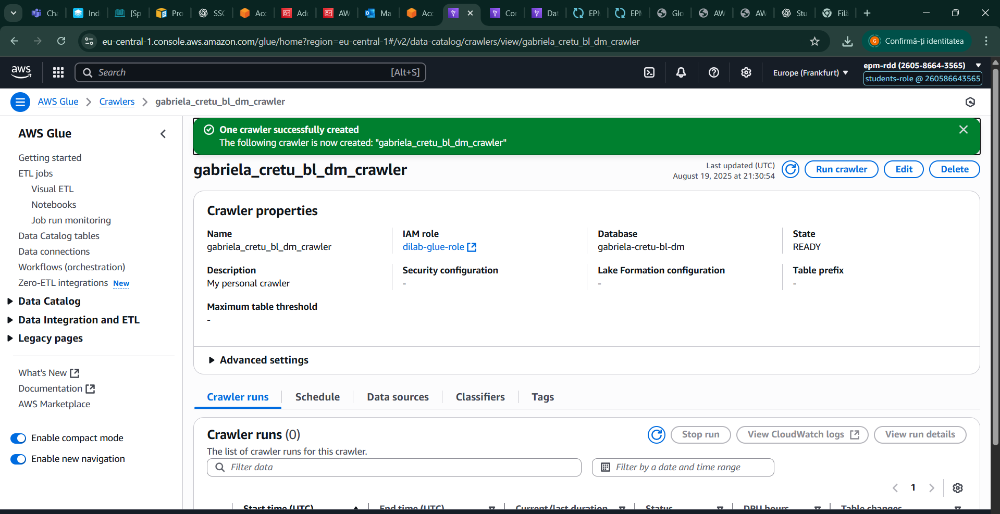 Cha
Ind
[Sp
Pro
SSO
Acc
Add
AW
Ma
Acc
Co
Dat
EPM
EPM
Glo
AW
AW
Stu
Filă
eu-central-1.console.aws.amazon.com/glue/home?region=eu-central-1#/v2/data-catalog/crawlers/view/gabriela_cretu_bl_dm_crawler
G
Confirmă-ți identitatea
aws
Search
[Alt+S]
Europe (Frankfurt)
epm-rdd (2605-8664-3565)
students-role @ 260586643565
AWS Glue
Crawlers
gabriela_cretu_bl_dm_crawler
AWS Glue
Getting started
ETL jobs
Visual ETL
Notebooks
Job run monitoring
Data Catalog tables
Data connections
Workflows (orchestration)
Zero-ETL integrations New
Data Catalog
Data Integration and ETL
Legacy pages
What's New
Documentation
AWS Marketplace
Enable compact mode
Enable new navigation
One crawler successfully created
The following crawler is now created: "gabriela_cretu_bl_dm_crawler"
gabriela_cretu_bl_dm_crawler
Last updated (UTC)
August 19, 2025 at 21:30:54
Run crawler
Edit
Delete
Crawler properties
Name
gabriela_cretu_bl_dm_crawler
IAM role
dilab-glue-role
Database
gabriela-cretu-bl-dm
State
READY
Description
My personal crawler
Security configuration
-
Lake Formation configuration
-
Table prefix
-
Maximum table threshold
-
Advanced settings
Crawler runs
Schedule
Data sources
Classifiers
Tags
Crawler runs (0)
The list of crawler runs for this crawler.
Stop run
View CloudWatch logs
View run details
Filter data
Filter by a date and time range
1
Start time (UTC)
End time (UTC)
Current/last duration
Status
DPU hours
Table changes